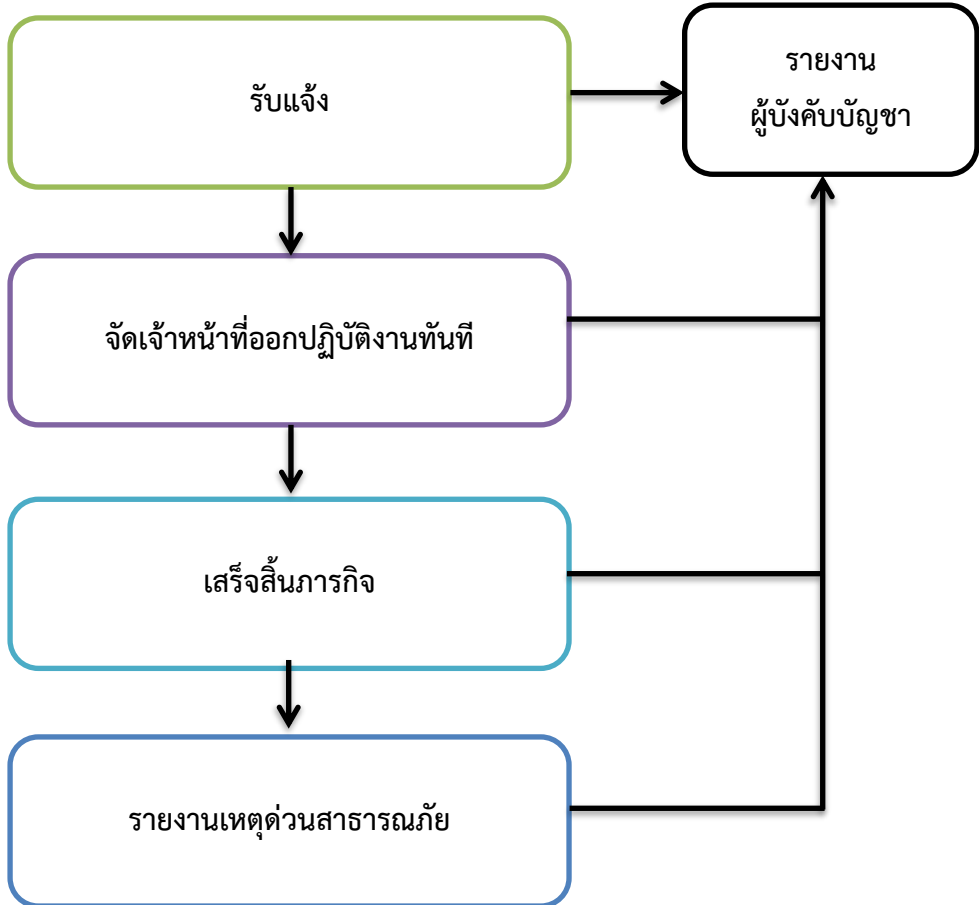 รับแจ้ง
รายงาน
ผู้บังคับบัญชา
จัดเจ้าหน้าที่ออกปฏิบัติงานทันที
เสร็จสิ้นภารกิจ
รายงานเหตุด่วนสาธารณภัย